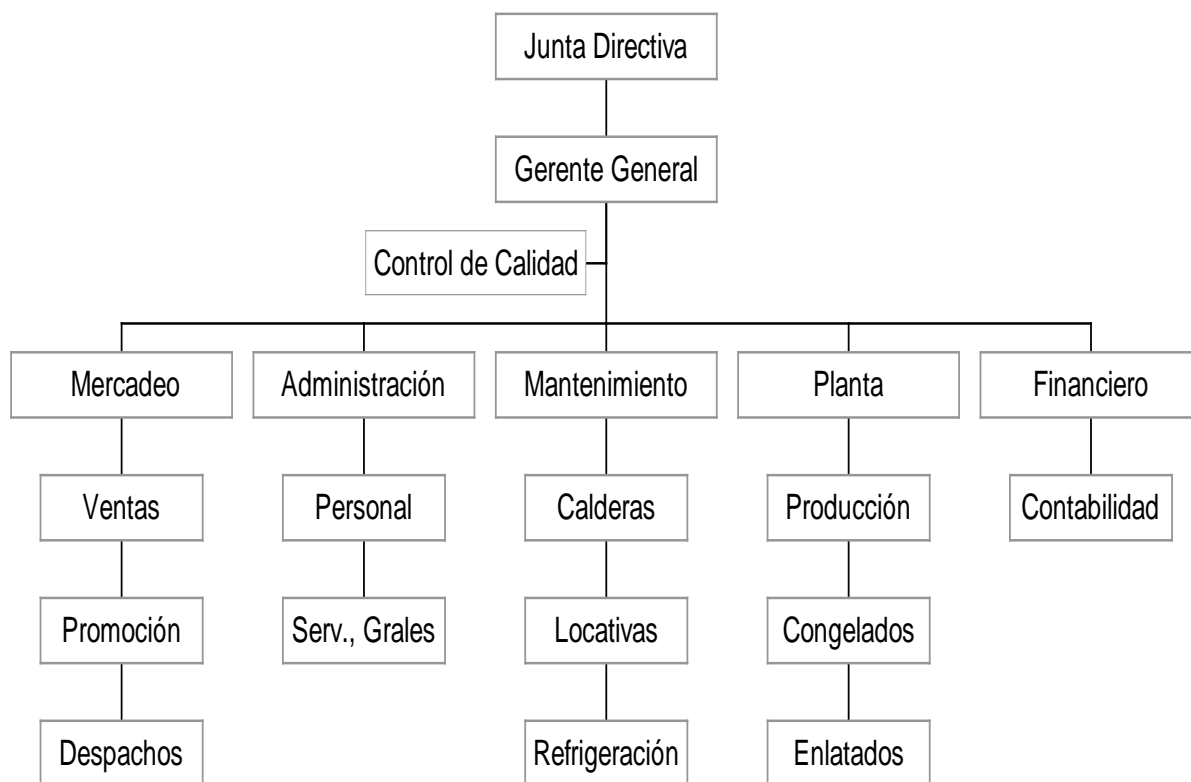 Junta Directiva
Gerente General
Control de Calidad
Mercadeo
Administración
Mantenimiento
Planta
Financiero
Ventas
Personal
Calderas
Producción
Contabilidad
Promoción
Serv., Grales
Locativas
Congelados
Despachos
Refrigeración
Enlatados